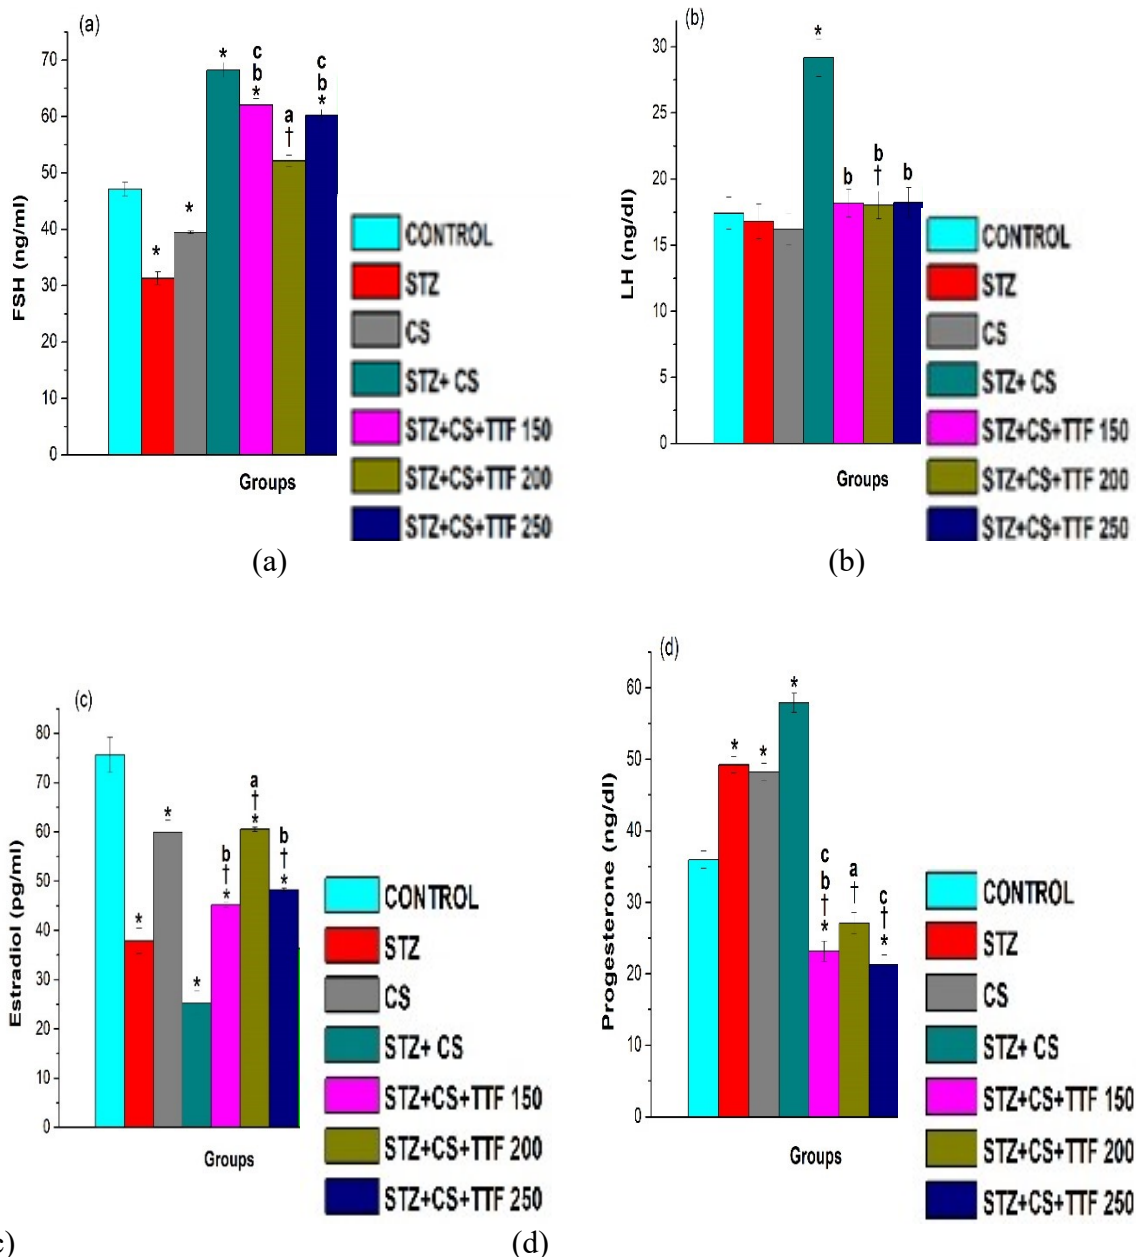 (a)
70
60
50
40
30
20
10
0
FSH (ng/ml)
*
*
*
c
b
*
a
†
c
b
*
Groups
CONTROL
STZ
CS
STZ+ CS
STZ+CS+TTF 150
STZ+CS+TTF 200
STZ+CS+TTF 250
(a)
(b)
30
25
20
15
10
5
0
LH (ng/dl)
*
b
b
†
b
Groups
CONTROL
STZ
CS
STZ+ CS
STZ+CS+TTF 150
STZ+CS+TTF 200
STZ+CS+TTF 250
(b)
(c)
80
70
60
50
40
30
20
10
0
Estradiol (pg/ml)
*
*
*
b
†
*
a
†
*
b
†
*
Groups
CONTROL
STZ
CS
STZ+ CS
STZ+CS+TTF 150
STZ+CS+TTF 200
STZ+CS+TTF 250
c)
(d)
60
50
40
30
20
10
0
Progesterone (ng/dl)
*
*
*
c
b
†
*
a
†
c
†
*
Groups
CONTROL
STZ
CS
STZ+ CS
STZ+CS+TTF 150
STZ+CS+TTF 200
STZ+CS+TTF 250
(d)